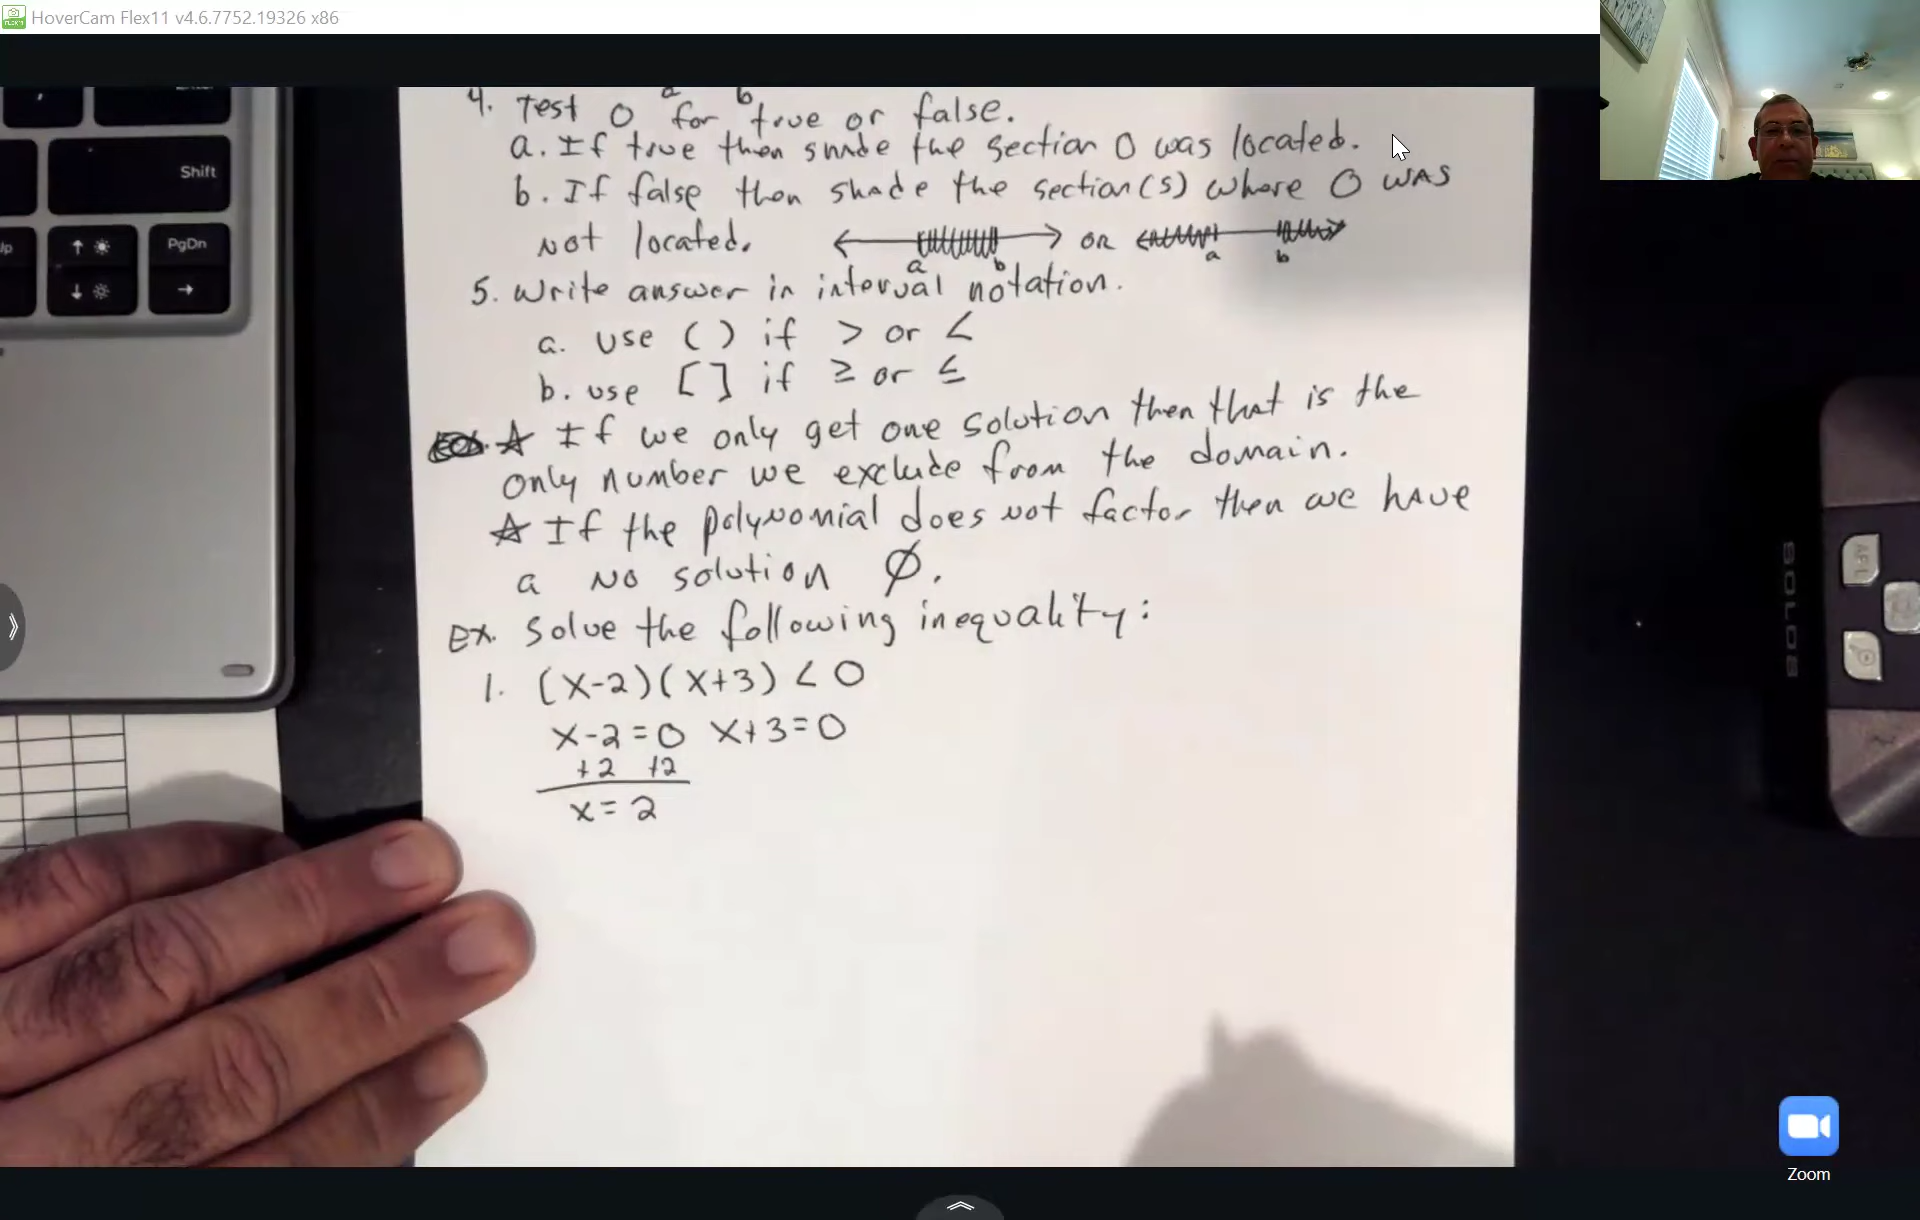 HoverCam Flex11 v4.6.7752.19326 x86
Shift
PgDn
a b
4. Test 0 for true or false.
a. If true then shade the section 0 was located.
b. If false then shade the section(s) where 0 was
not located. or
a b a b
5. Write answer in interval notation.
a. use ( ) if > or <
b. use [ ] if ≥ or ≤
☆ If we only get one solution then that is the
only number we exclude from the domain.
☆ If the polynomial does not factor then we have
a no solution Ø.
Ex. Solve the following inequality:
1. (x-2)(x+3) < 0
x-2=0 x+3=0
+2 +2
x = 2
SOLDB
Zoom